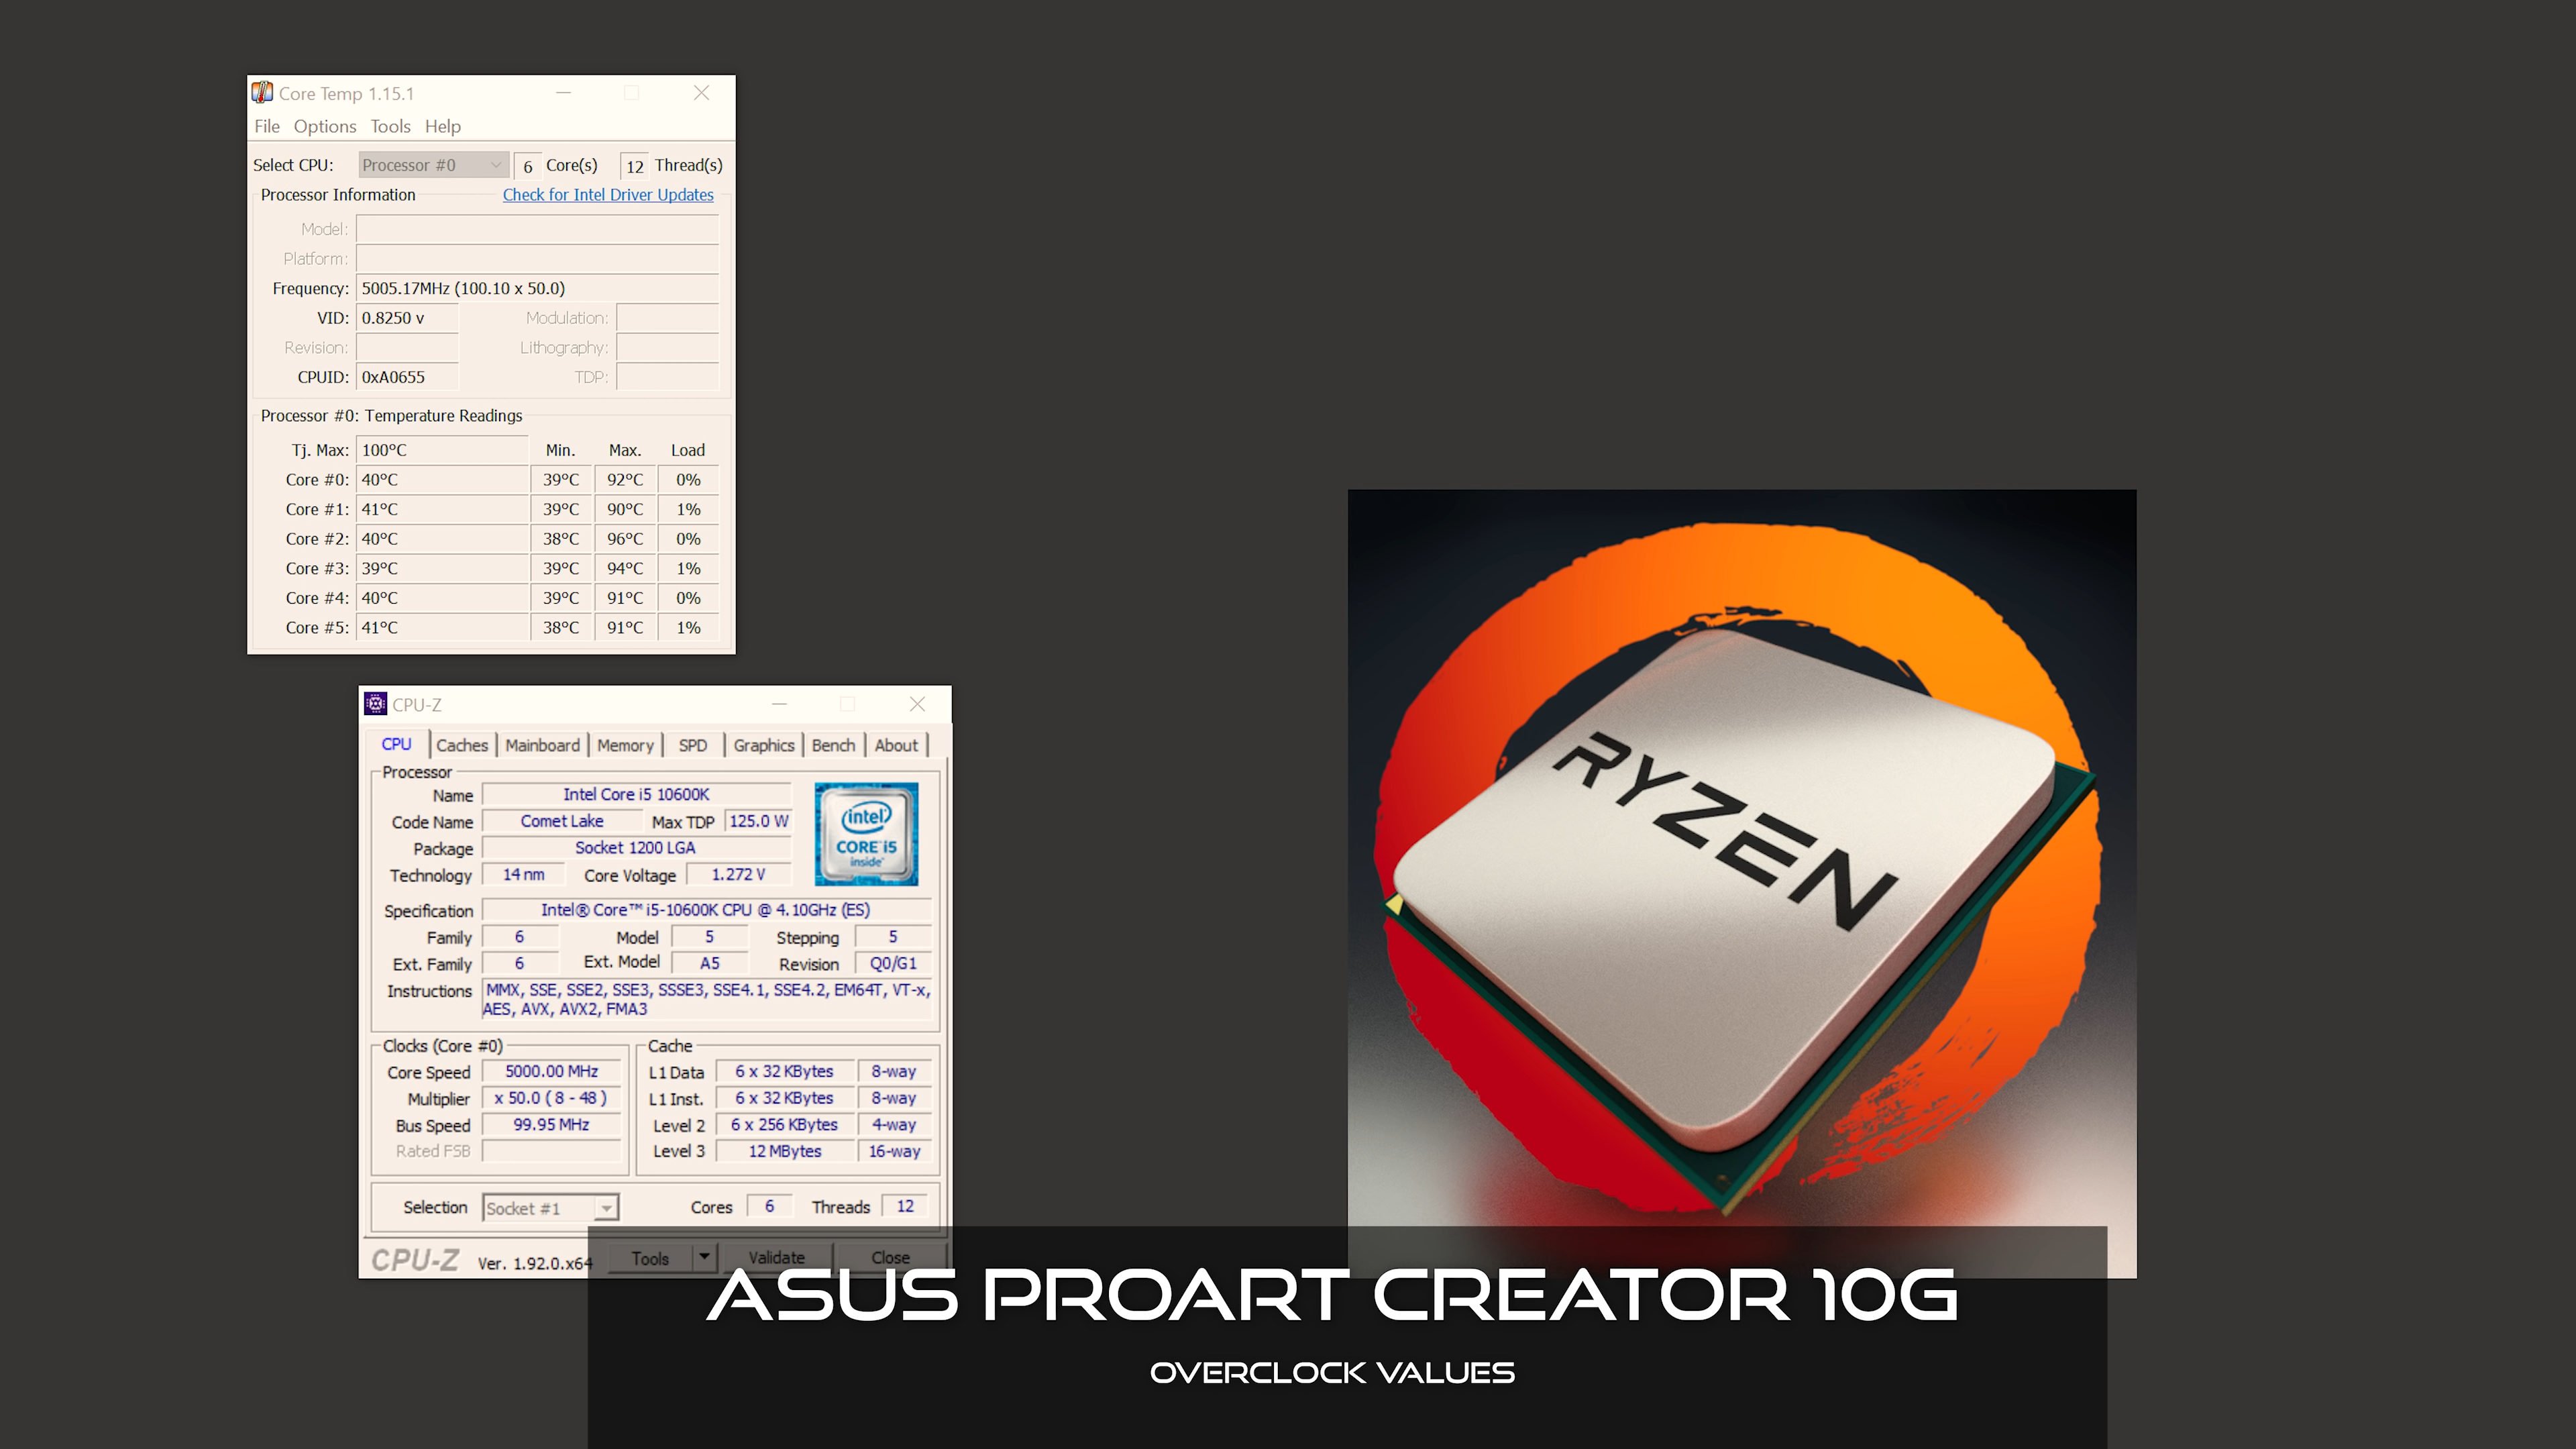 Core Temp 1.15.1
File Options Tools Help
Select CPU: Processor #0 6 Core(s) 12 Thread(s)
Processor Information Check for Intel Driver Updates
Model:
Platform:
Frequency: 5005.17MHz (100.10 x 50.0)
VID: 0.8250 v Modulation:
Revision: Lithography:
CPUID: 0xA0655 TDP:
Processor #0: Temperature Readings
Tj. Max: 100°C Min. Max. Load
Core #0: 40°C 39°C 92°C 0%
Core #1: 41°C 39°C 90°C 1%
Core #2: 40°C 38°C 96°C 0%
Core #3: 39°C 39°C 94°C 1%
Core #4: 40°C 39°C 91°C 0%
Core #5: 41°C 38°C 91°C 1%
CPU-Z
CPU Caches Mainboard Memory SPD Graphics Bench About
Processor
Name Intel Core i5 10600K
Code Name Comet Lake Max TDP 125.0 W
Package Socket 1200 LGA
Technology 14 nm Core Voltage 1.272 V
intel
CORE i5
inside
Specification Intel® Core™ i5-10600K CPU @ 4.10GHz (ES)
Family 6 Model 5 Stepping 5
Ext. Family 6 Ext. Model A5 Revision Q0/G1
Instructions MMX, SSE, SSE2, SSE3, SSSE3, SSE4.1, SSE4.2, EM64T, VT-x,
AES, AVX, AVX2, FMA3
Clocks (Core #0) Cache
Core Speed 5000.00 MHz L1 Data 6 x 32 KBytes 8-way
Multiplier x 50.0 ( 8 - 48 ) L1 Inst. 6 x 32 KBytes 8-way
Bus Speed 99.95 MHz Level 2 6 x 256 KBytes 4-way
Rated FSB Level 3 12 MBytes 16-way
Selection Socket #1 Cores 6 Threads 12
CPU-Z Ver. 1.92.0.x64 Tools Validate Close
RYZEN
ASUS PROART CREATOR 10G
OVERCLOCK VALUES